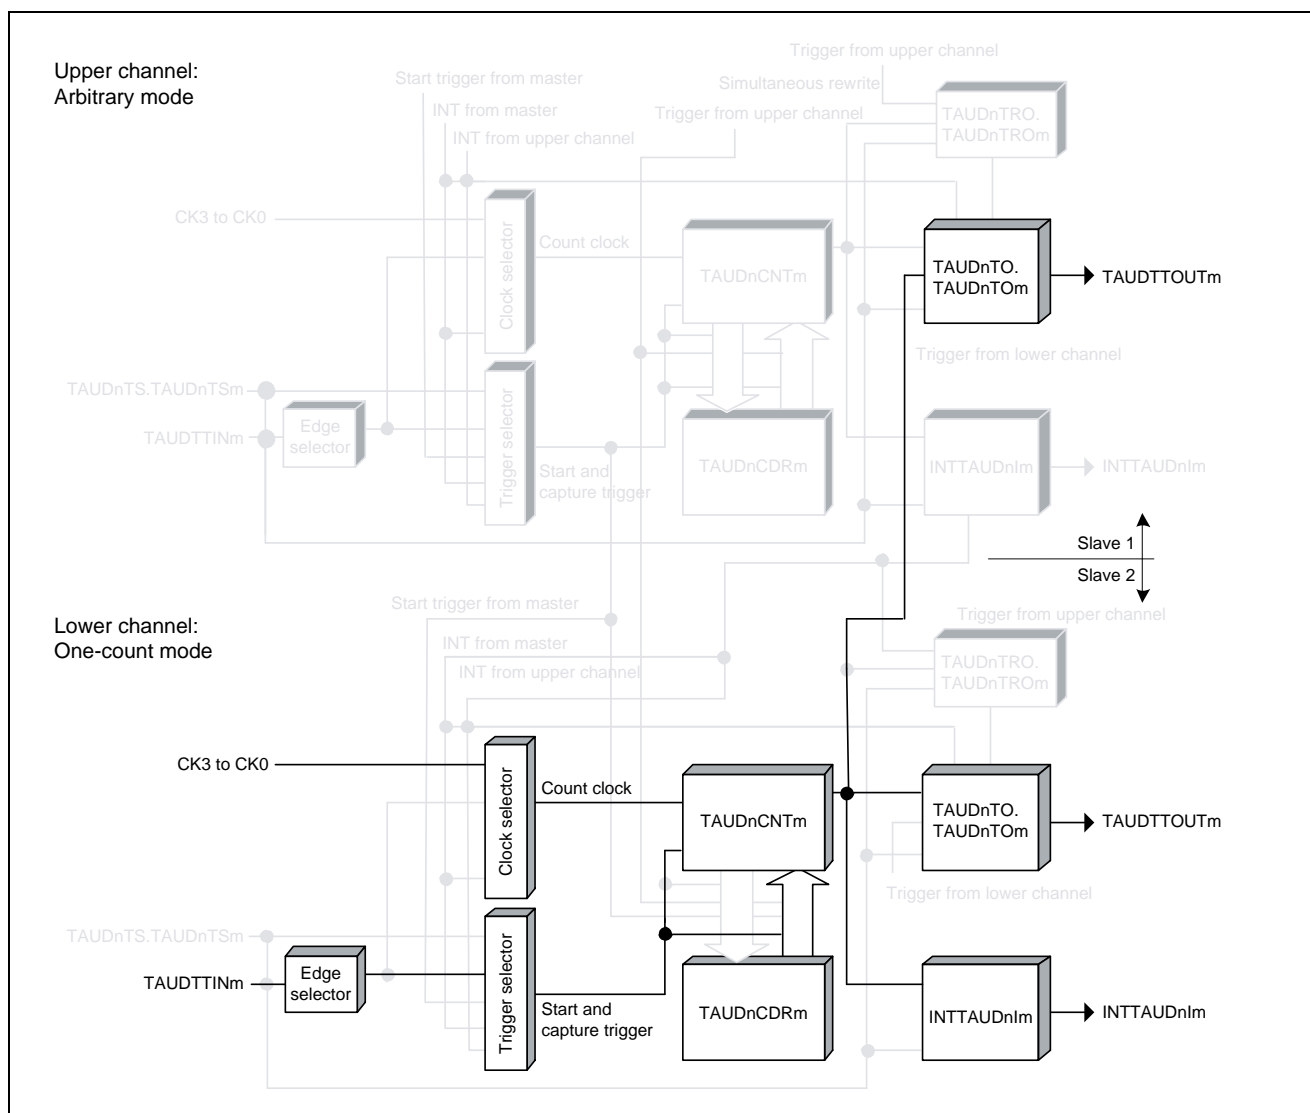 Upper channel:
Arbitrary mode
Trigger from upper channel
Start trigger from master
Simultaneous rewrite
INT from master
Trigger from upper channel
INT from upper channel
TAUDnTRO.
TAUDnTROm
CK3 to CK0
Clock selector
Count clock
TAUDnCNTm
TAUDnTO.
TAUDnTOm
TAUDTTOUTm
Trigger from lower channel
TAUDnTS.TAUDnTSm
TAUDTTINm
Edge
selector
Trigger selector
Start and
capture trigger
TAUDnCDRm
INTTAUDnIm
INTTAUDnIm
Slave 1
Slave 2
Lower channel:
One-count mode
Start trigger from master
INT from master
INT from upper channel
Trigger from upper channel
TAUDnTRO.
TAUDnTROm
CK3 to CK0
Clock selector
Count clock
TAUDnCNTm
TAUDnTO.
TAUDnTOm
TAUDTTOUTm
Trigger from lower channel
TAUDnTS.TAUDnTSm
TAUDTTINm
Edge
selector
Trigger selector
Start and
capture trigger
TAUDnCDRm
INTTAUDnIm
INTTAUDnIm